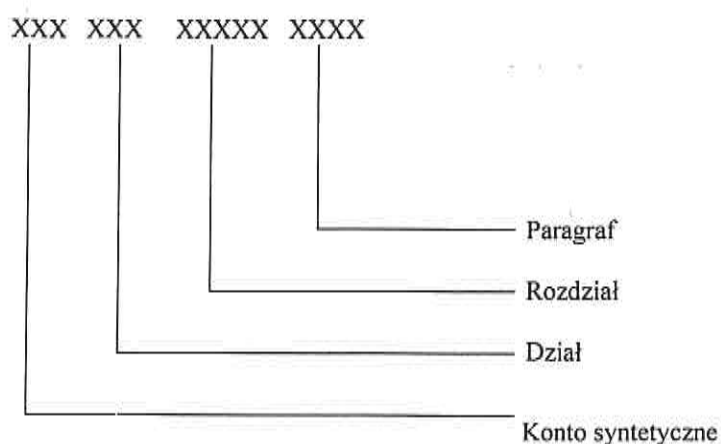 XXX XXX XXXXX XXXX
Paragraf
Rozdział
Dział
Konto syntetyczne